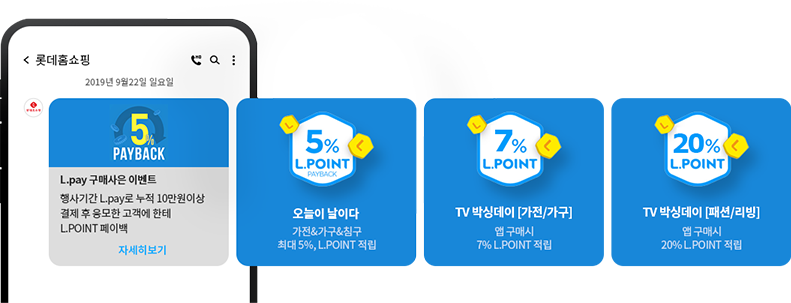 롯데홈쇼핑
2019년 9월22일 일요일
5%
PAYBACK
L.pay 구매사은 이벤트
행사기간 L.pay로 누적 10만원이상
결제 후 응모한 고객에 한테
L.POINT 페이백
자세히보기
5%
L.POINT
PAYBACK
오늘이 날이다
가전&가구&침구
최대 5%, L.POINT 적립
7%
L.POINT
TV 박싱데이 [가전/가구]
앱 구매시
7% L.POINT 적립
20%
L.POINT
TV 박싱데이 [패션/리빙]
앱 구매시
20% L.POINT 적립